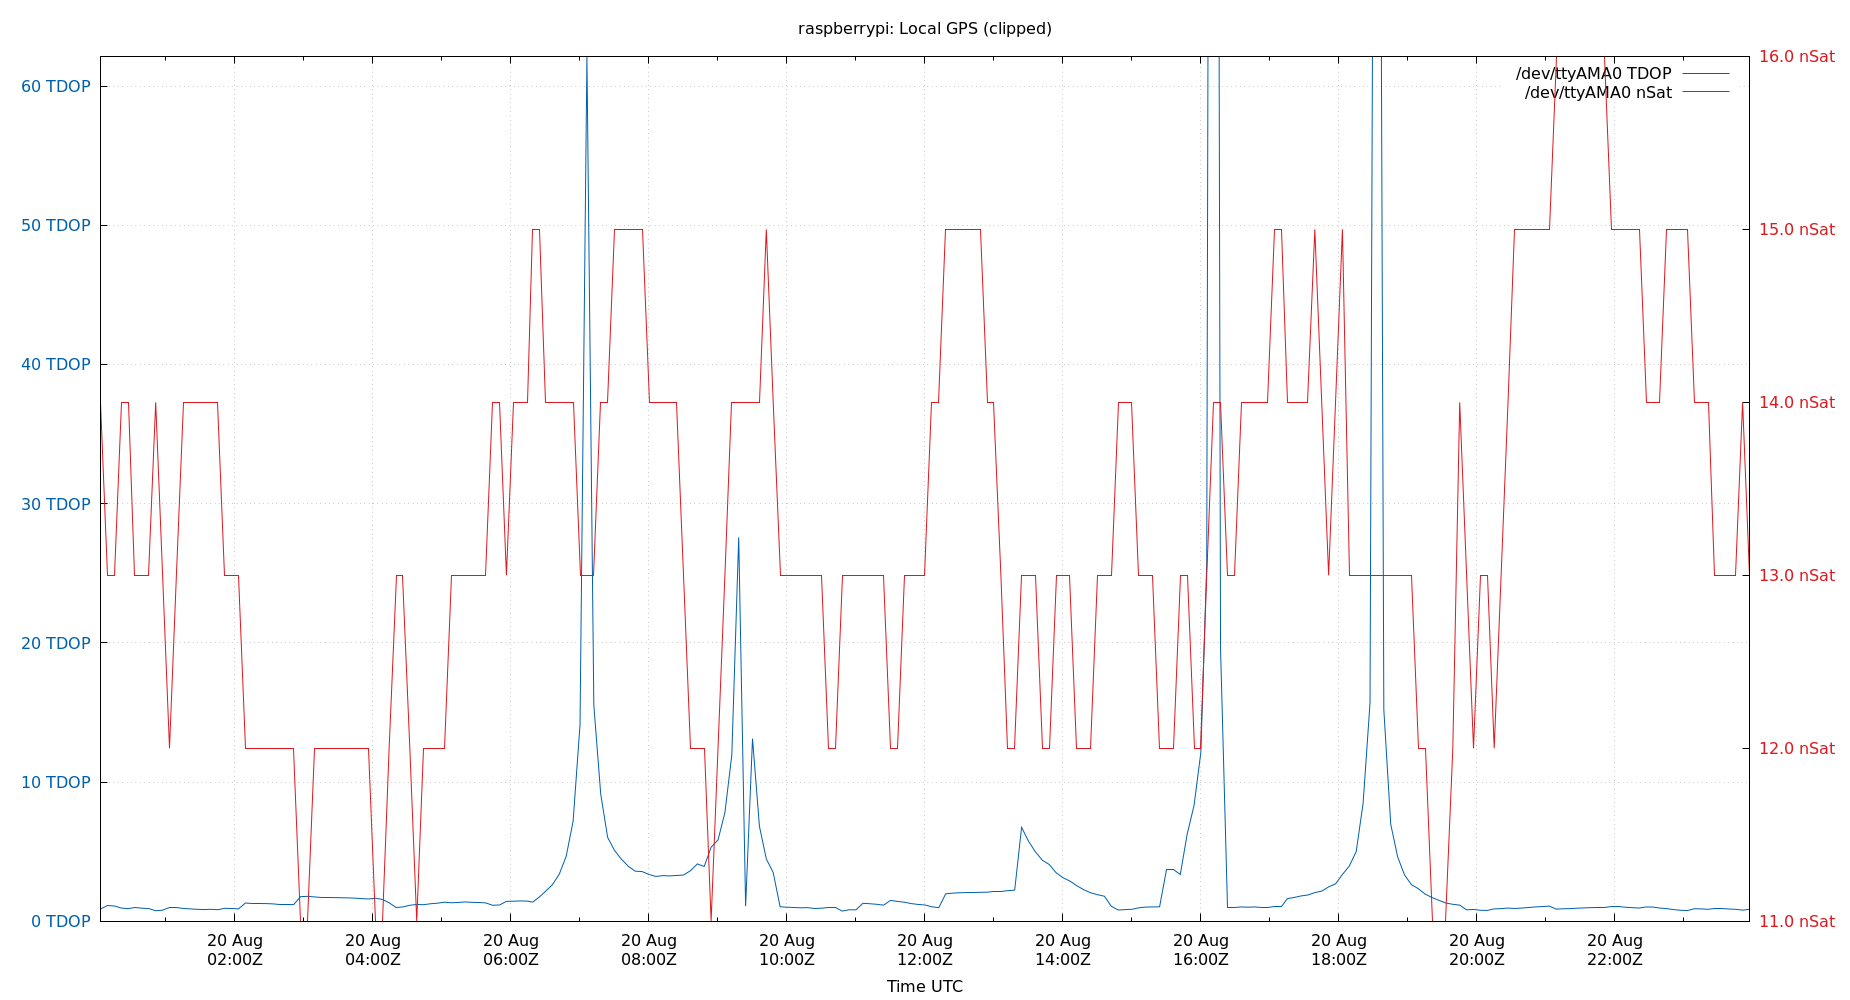 raspberrypi: Local GPS (clipped)
16.0 nSat
/dev/ttyAMA0 TDOP
60 TDOP
/dev/ttyAMA0 nSat
50 TDOP
15.0 nSat
40 TDOP
14.0 nSat
30 TDOP
13.0 nSat
20 TDOP
12.0 nSat
10 TDOP
0 TDOP
11.0 nSat
20 Aug 20 Aug 20 Aug 20 Aug 20 Aug 20 Aug 20 Aug 20 Aug 20 Aug 20 Aug 20 Aug
02:00Z 04:00Z 06:00Z 08:00Z 10:00Z 12:00Z 14:00Z 16:00Z 18:00Z 20:00Z 22:00Z
Time UTC